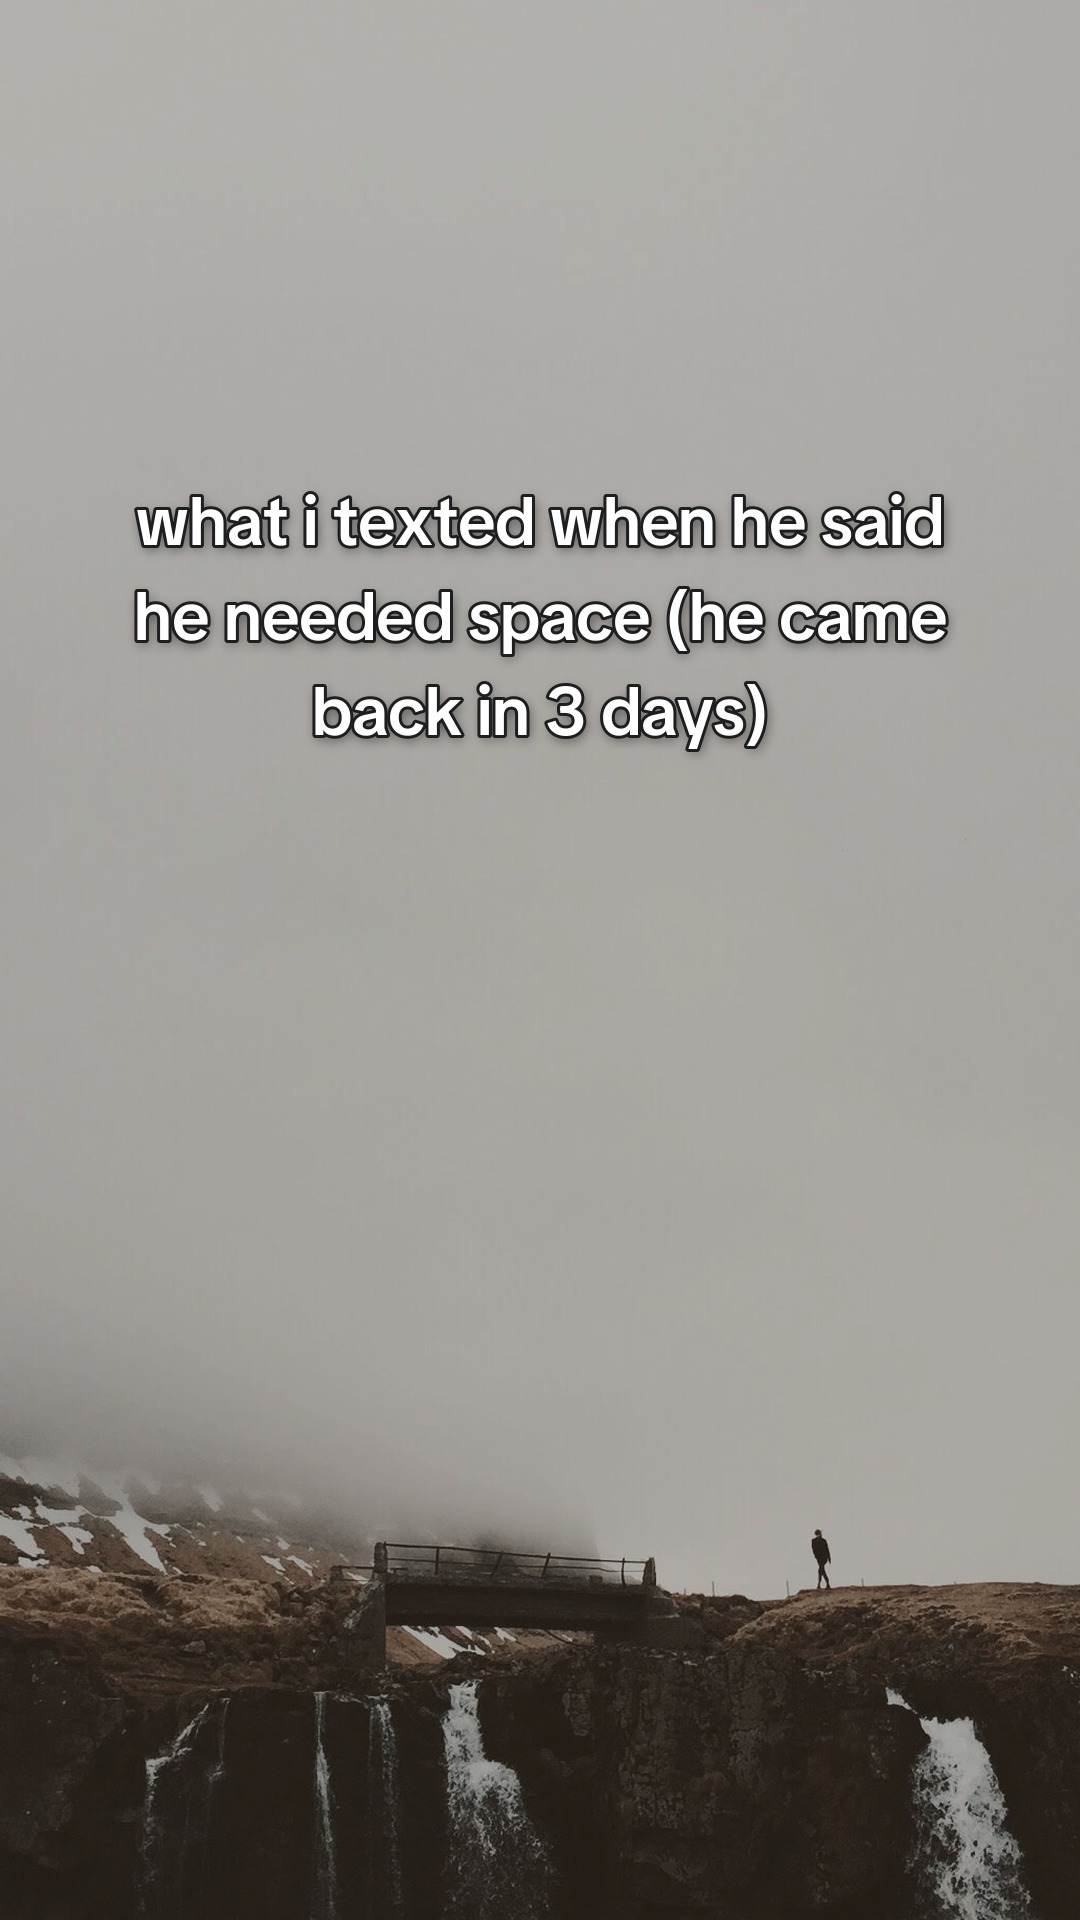 what i texted when he said
he needed space (he came
back in 3 days)